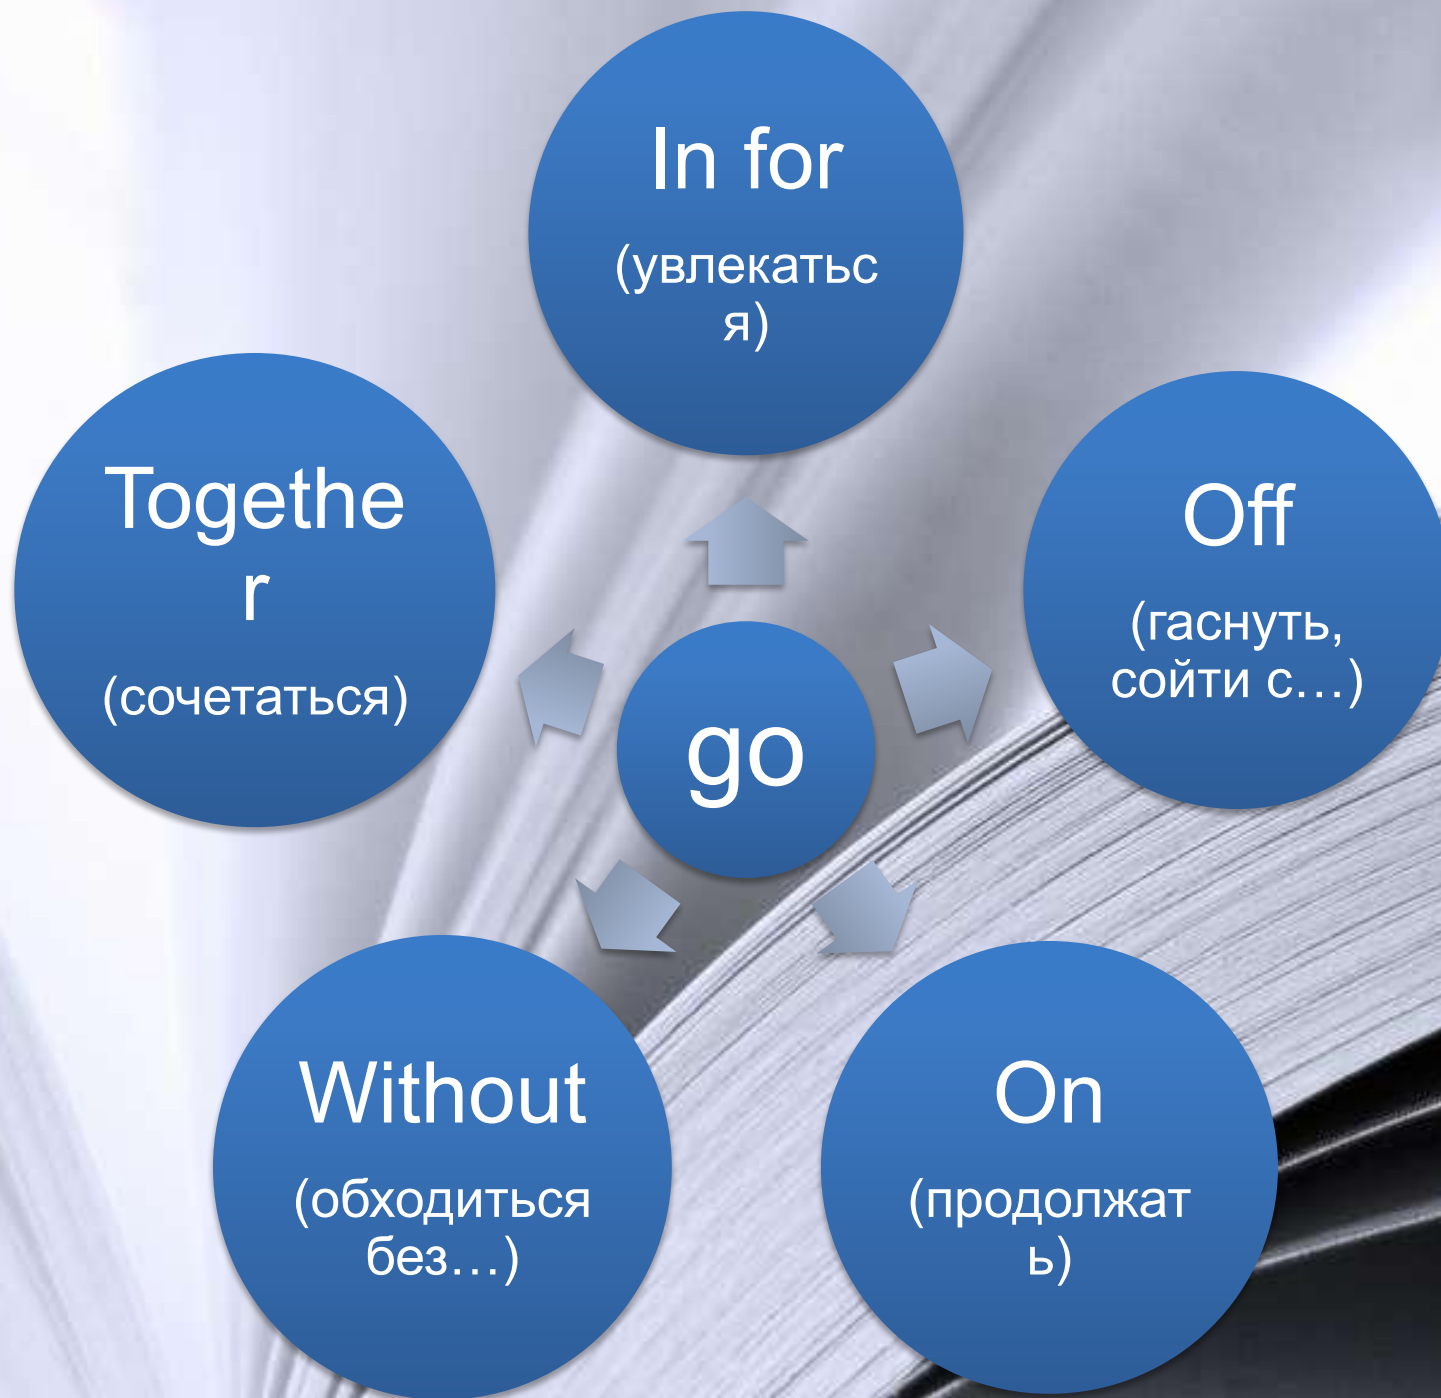 In for
(увлекатьс
я)
Togethe
r
(сочетаться)
Off
(гаснуть,
сойти с…)
go
Without
(обходиться
без…)
On
(продолжат
ь)